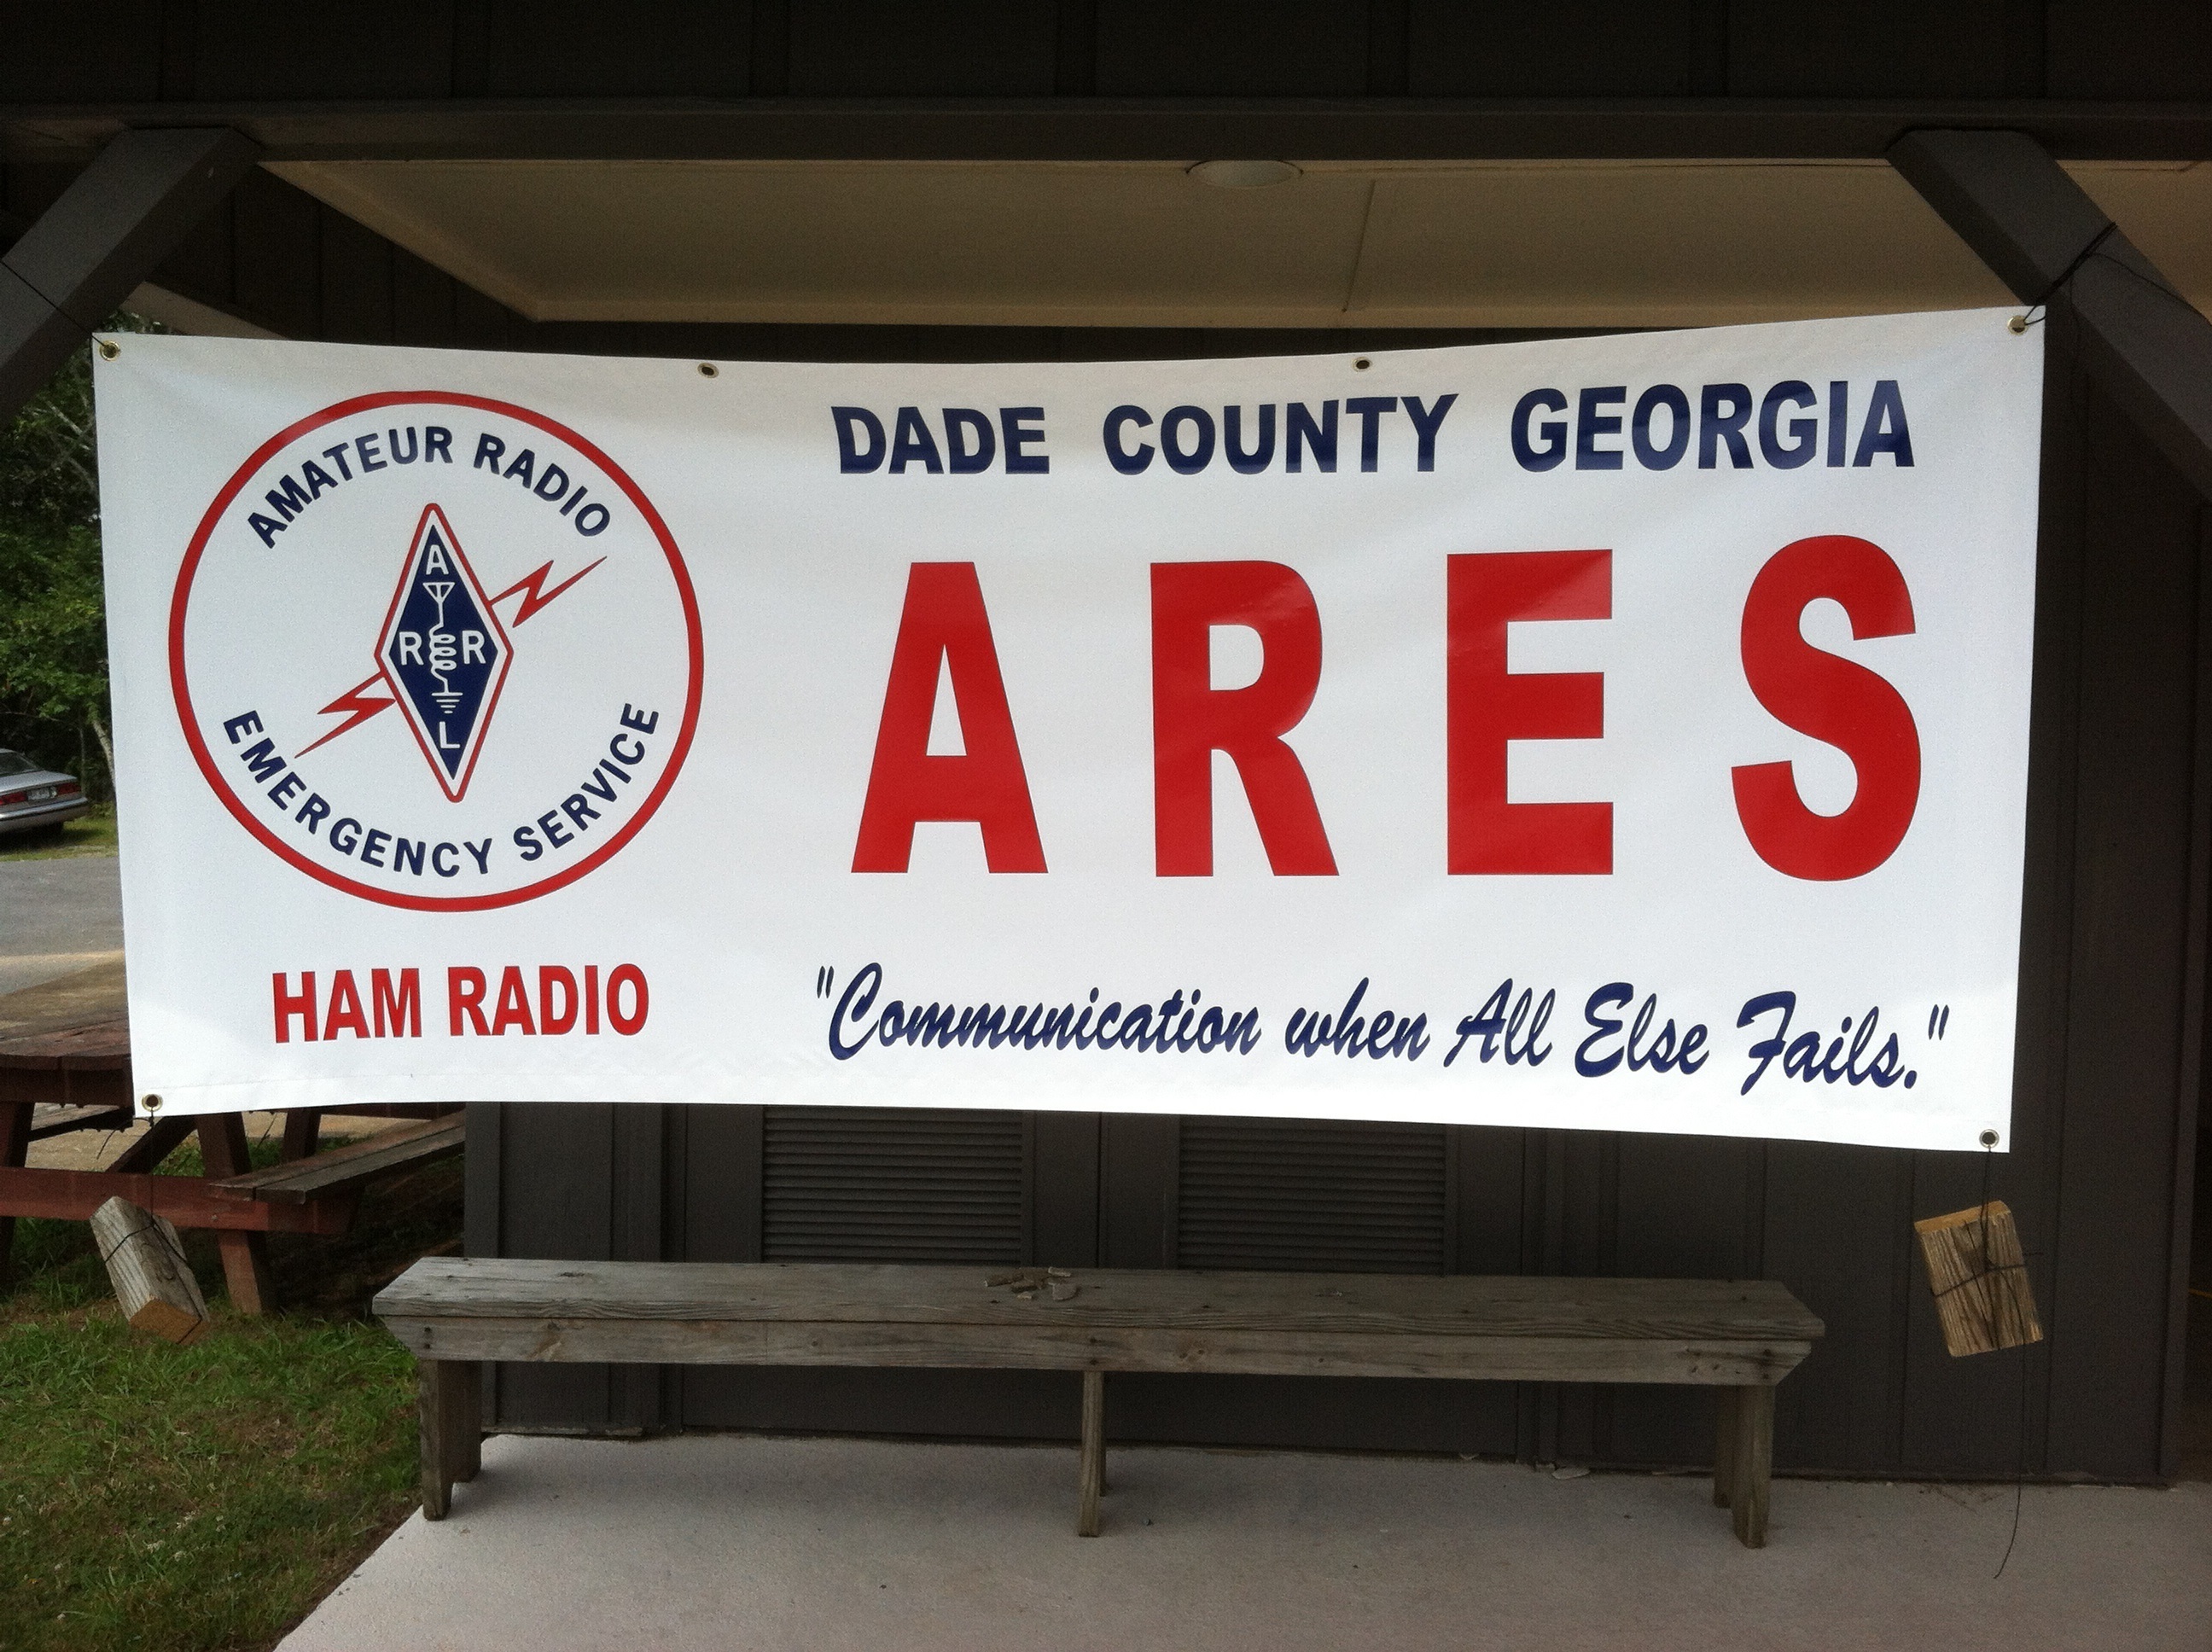 AMATEUR RADIO
A
R R
L
EMERGENCY SERVICE
HAM RADIO
DADE COUNTY GEORGIA
ARES
"Communication when All Else Fails."